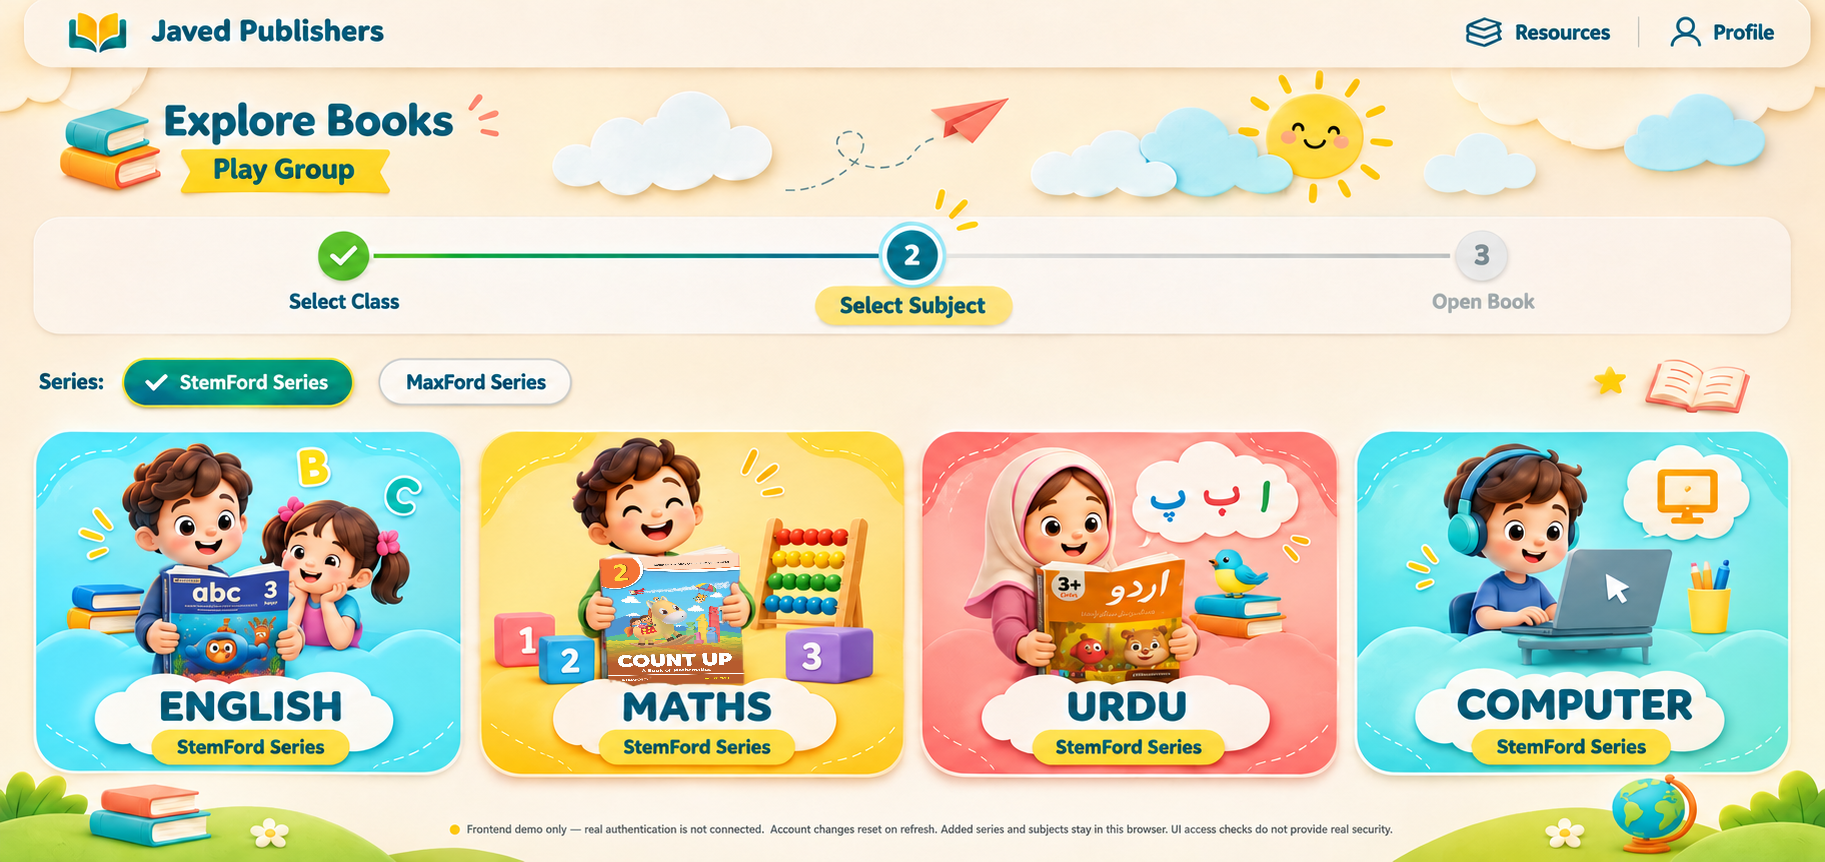 Javed Publishers
Resources
Profile
Explore Books
Play Group
2
3
Select Class
Select Subject
Open Book
Series:
StemFord Series
MaxFord Series
B
C
abc 3
ENGLISH
StemFord Series
2
1
2
3
COUNT UP
MATHS
StemFord Series
ا ب پ
3+
اردو
URDU
StemFord Series
COMPUTER
StemFord Series
Frontend demo only — real authentication is not connected. Account changes reset on refresh. Added series and subjects stay in this browser. UI access checks do not provide real security.